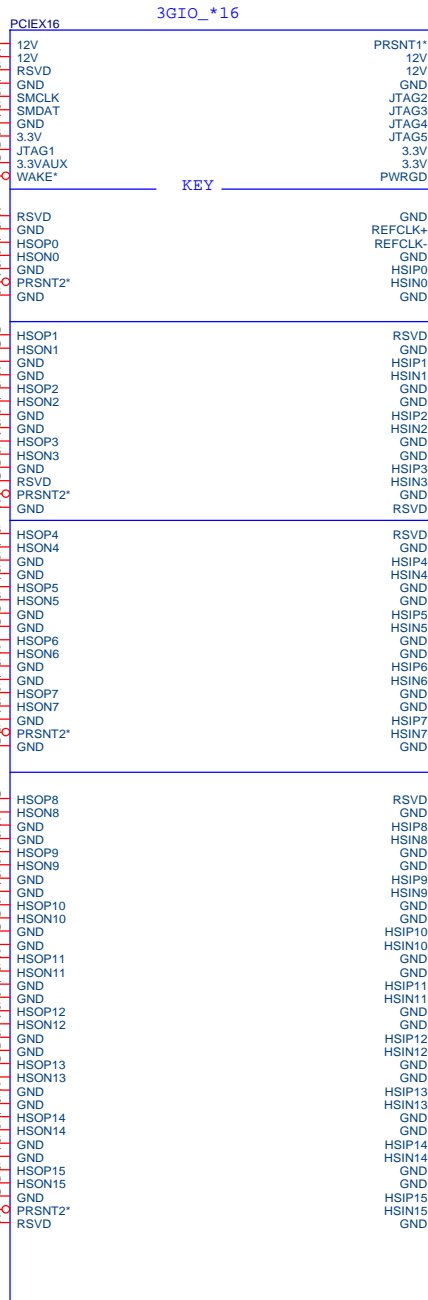 3GIO_*16
PCIEX16
12V PRSNT1*
12V 12V
RSVD 12V
GND GND
SMCLK JTAG2
SMDAT JTAG3
GND JTAG4
3.3V JTAG5
JTAG1 3.3V
3.3VAUX 3.3V
WAKE* PWRGD
KEY
RSVD GND
GND REFCLK+
HSOP0 REFCLK-
HSON0 GND
GND HSIP0
PRSNT2* HSIN0
GND GND
HSOP1 RSVD
HSON1 GND
GND HSIP1
GND HSIN1
HSOP2 GND
HSON2 GND
GND HSIP2
GND HSIN2
HSOP3 GND
HSON3 GND
GND HSIP3
RSVD HSIN3
PRSNT2* GND
GND RSVD
HSOP4 RSVD
HSON4 GND
GND HSIP4
GND HSIN4
HSOP5 GND
HSON5 GND
GND HSIP5
GND HSIN5
HSOP6 GND
HSON6 GND
GND HSIP6
GND HSIN6
HSOP7 GND
HSON7 GND
GND HSIP7
PRSNT2* HSIN7
GND GND
HSOP8 RSVD
HSON8 GND
GND HSIP8
GND HSIN8
HSOP9 GND
HSON9 GND
GND HSIP9
GND HSIN9
HSOP10 GND
HSON10 GND
GND HSIP10
GND HSIN10
HSOP11 GND
HSON11 GND
GND HSIP11
GND HSIN11
HSOP12 GND
HSON12 GND
GND HSIP12
GND HSIN12
HSOP13 GND
HSON13 GND
GND HSIP13
GND HSIN13
HSOP14 GND
HSON14 GND
GND HSIP14
GND HSIN14
HSOP15 GND
HSON15 GND
GND HSIP15
PRSNT2* HSIN15
RSVD GND